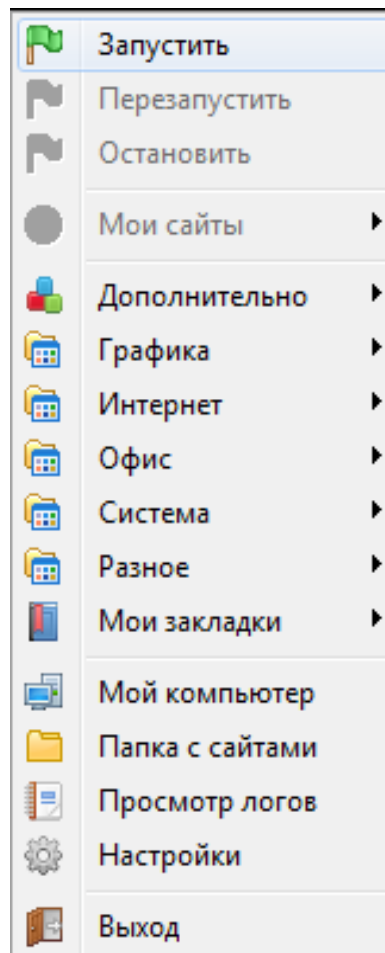 Запустить
Перезапустить
Остановить
Мои сайты
Дополнительно
Графика
Интернет
Офис
Система
Разное
Мои закладки
Мой компьютер
Папка с сайтами
Просмотр логов
Настройки
Выход